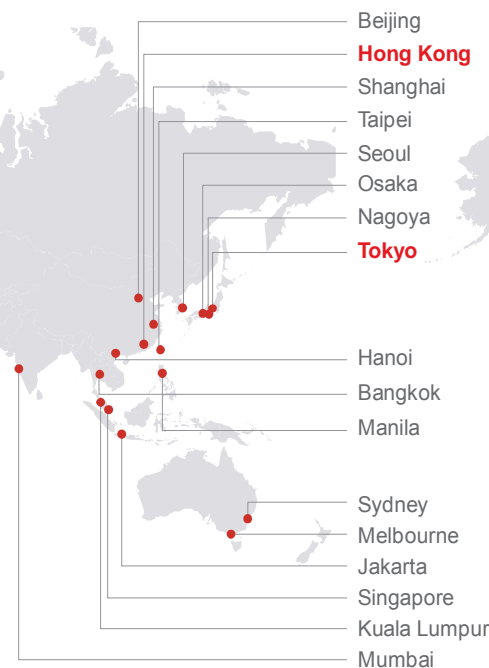 Beijing
Hong Kong
Shanghai
Taipei
Seoul
Osaka
Nagoya
Tokyo
Hanoi
Bangkok
Manila
Sydney
Melbourne
Jakarta
Singapore
Kuala Lumpur
Mumbai